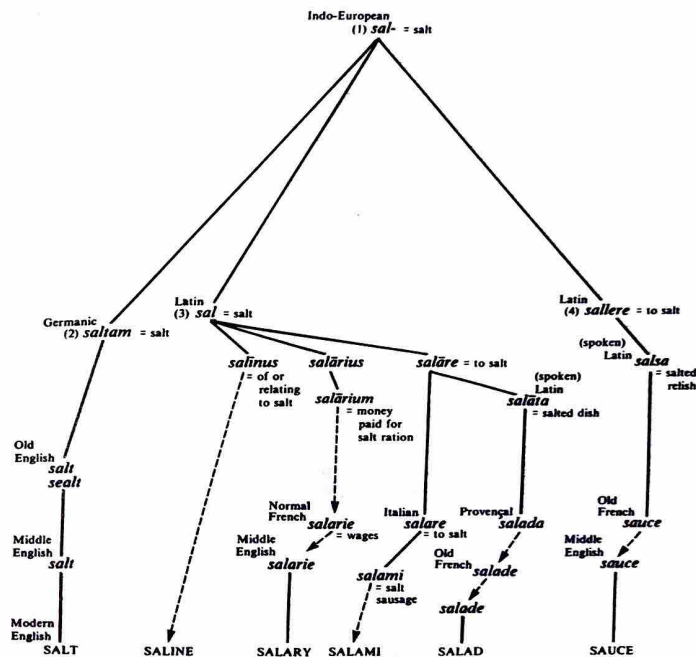 Indo-European
(1) sal- = salt
Latin
(3) sal = salt
Latin
(4) sallere = to salt
Germanic
(2) saltam = salt
(spoken)
Latin
salsa
= salted
relish
salīnus
= of or
relating
to salt
salārius
salāre = to salt
salārium
= money
paid for
salt ration
(spoken)
Latin
salāta
= salted dish
Old
English
salt
sealt
Normal
French
salarie
= wages
Italian
salare
= to salt
Provençal
salada
Old
French
sauce
Middle
English
salt
Middle
English
salarie
salami
= salt
sausage
Old
French
salade
Middle
English
sauce
salade
Modern
English
SALT
SALINE
SALARY
SALAMI
SALAD
SAUCE